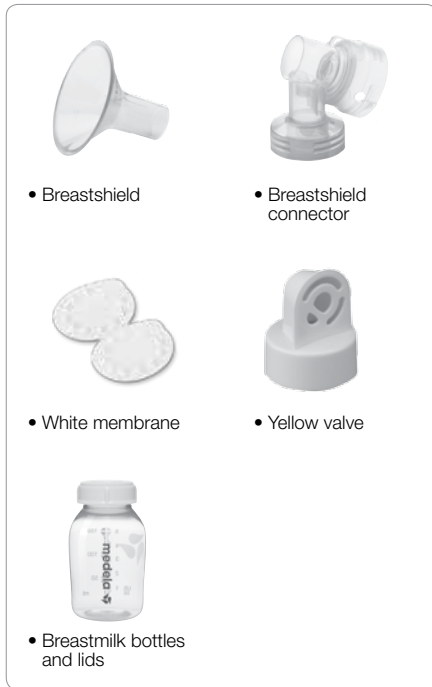 • Breastshield
• Breastshield
connector
• White membrane
• Yellow valve
medela
• Breastmilk bottles
and lids